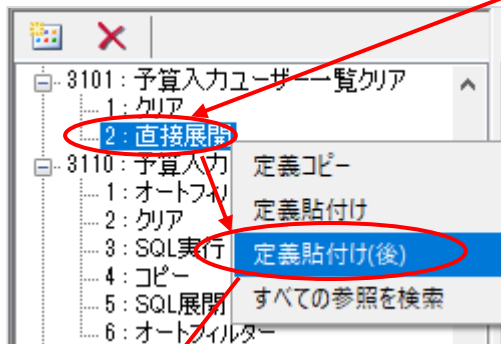 3101 : 予算入力ユーザー一覧クリア
1 : クリア
2 : 直接展開
3110 : 予算入力
1 : オートフィル
2 : クリア
3 : SQL実行
4 : コピー
5 : SQL展開
6 : オートフィルター
定義コピー
定義貼付け
定義貼付け(後)
すべての参照を検索